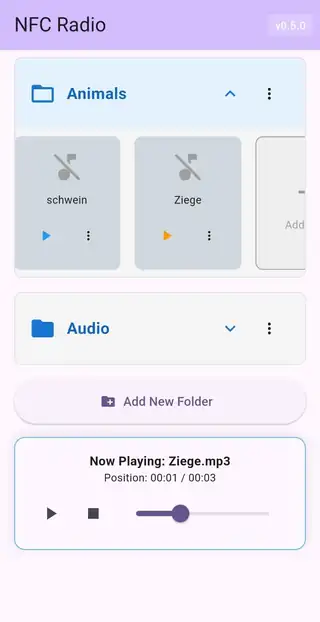 NFC Radio
v0.5.0
Animals
schwein
Ziege
Add
Audio
Add New Folder
Now Playing: Ziege.mp3
Position: 00:01 / 00:03